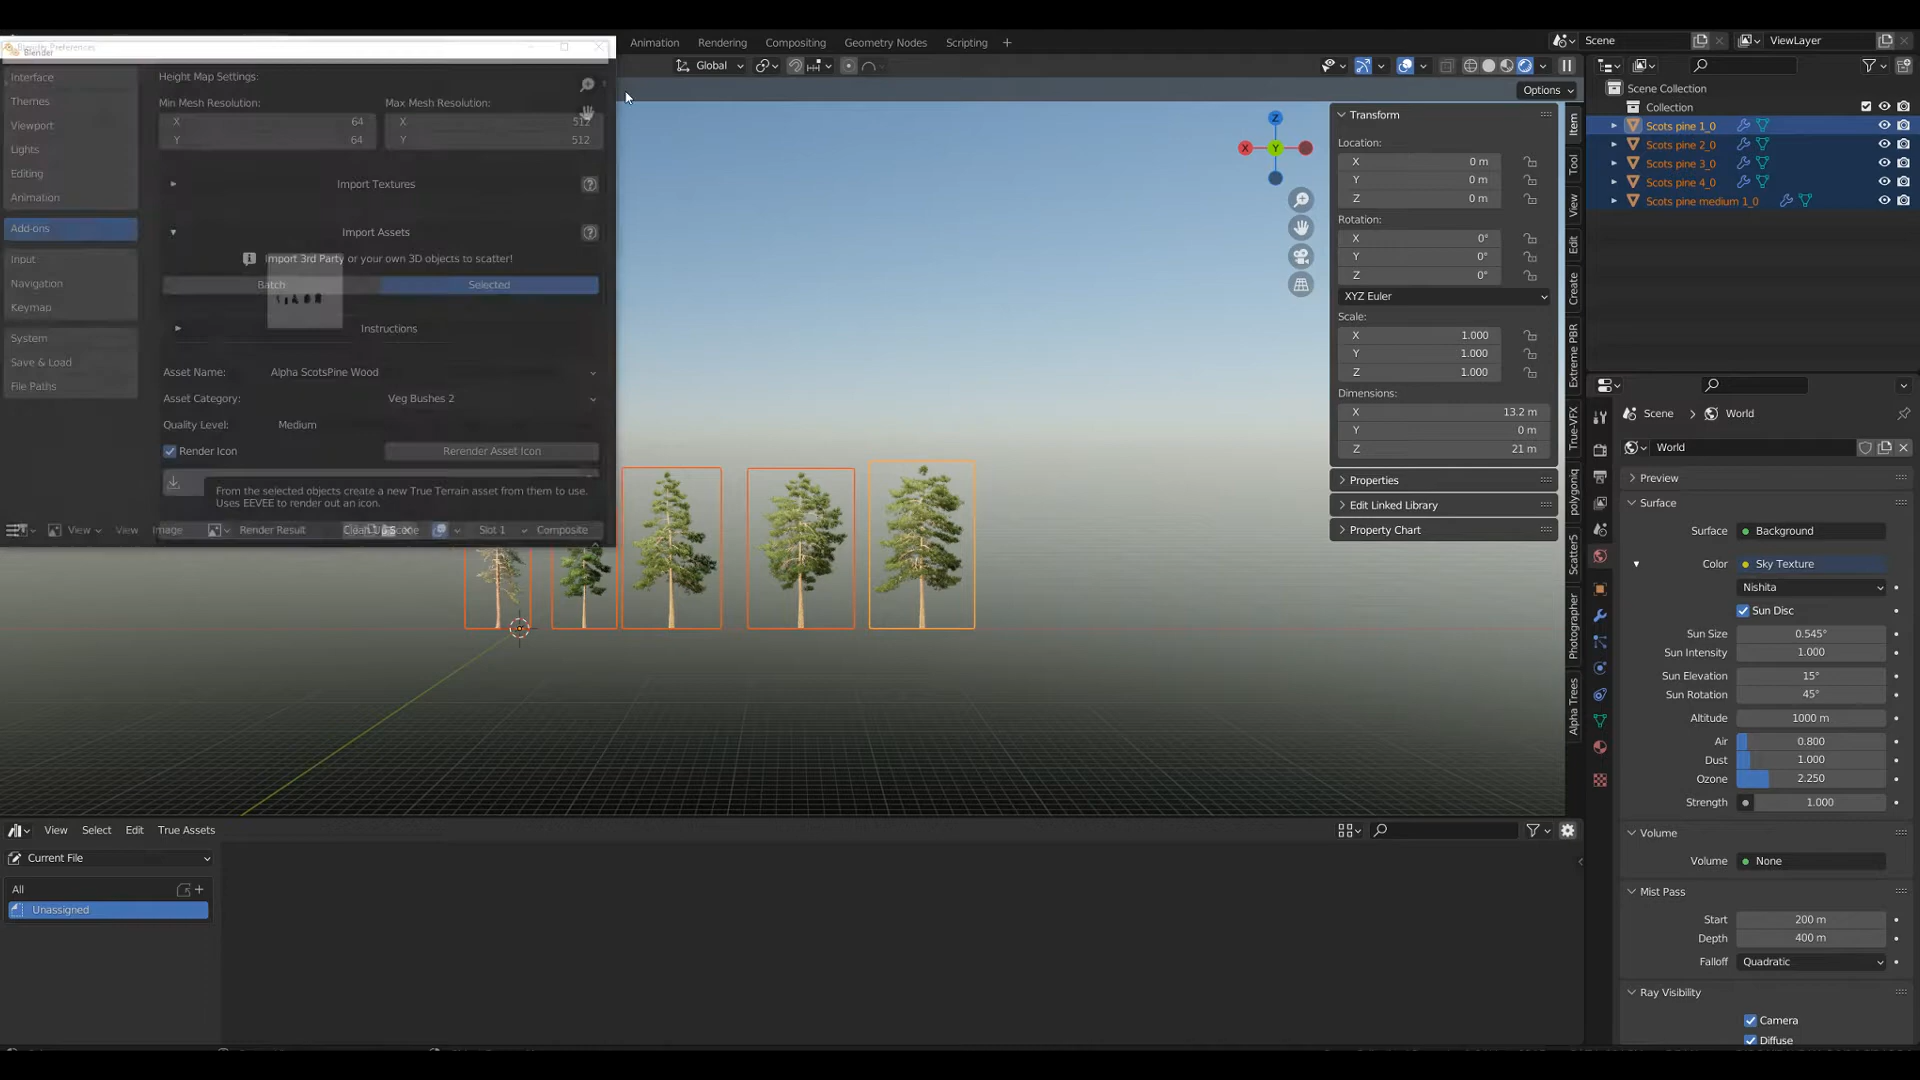 Blender Preferences
Blender
Animation
Rendering
Compositing
Geometry Nodes
Scripting
Scene
ViewLayer
Global
Options
Interface
Themes
Viewport
Lights
Editing
Animation
Add-ons
Input
Navigation
Keymap
System
Save & Load
File Paths
Height Map Settings:
Min Mesh Resolution:
Max Mesh Resolution:
X 64
X 512
Y 64
Y 512
Import Textures
Import Assets
Import 3rd Party or your own 3D objects to scatter!
Batch
Selected
Instructions
Asset Name: Alpha ScotsPine Wood
Asset Category: Veg Bushes 2
Quality Level: Medium
Render Icon
Rerender Asset Icon
From the selected objects create a new True Terrain asset from them to use.
Uses EEVEE to render out an icon.
View
View
Image
Render Result
Clean Up Scene
Slot 1
Composite
Z
X
Y
Transform
Location:
X 0 m
Y 0 m
Z 0 m
Rotation:
X 0°
Y 0°
Z 0°
XYZ Euler
Scale:
X 1.000
Y 1.000
Z 1.000
Dimensions:
X 13.2 m
Y 0 m
Z 21 m
Properties
Edit Linked Library
Property Chart
Item
Tool
View
Edit
Create
Extreme PBR
True-VFX
polygoniq
Scatter5
Photographer
Alpha Trees
Scene Collection
Collection
Scots pine 1_0
Scots pine 2_0
Scots pine 3_0
Scots pine 4_0
Scots pine medium 1_0
Scene
World
World
Preview
Surface
Surface Background
Color Sky Texture
Nishita
Sun Disc
Sun Size 0.545°
Sun Intensity 1.000
Sun Elevation 15°
Sun Rotation 45°
Altitude 1000 m
Air 0.800
Dust 1.000
Ozone 2.250
Strength 1.000
Volume
Volume None
Mist Pass
Start 200 m
Depth 400 m
Falloff Quadratic
Ray Visibility
Camera
Diffuse
View
Select
Edit
True Assets
Current File
All
Unassigned